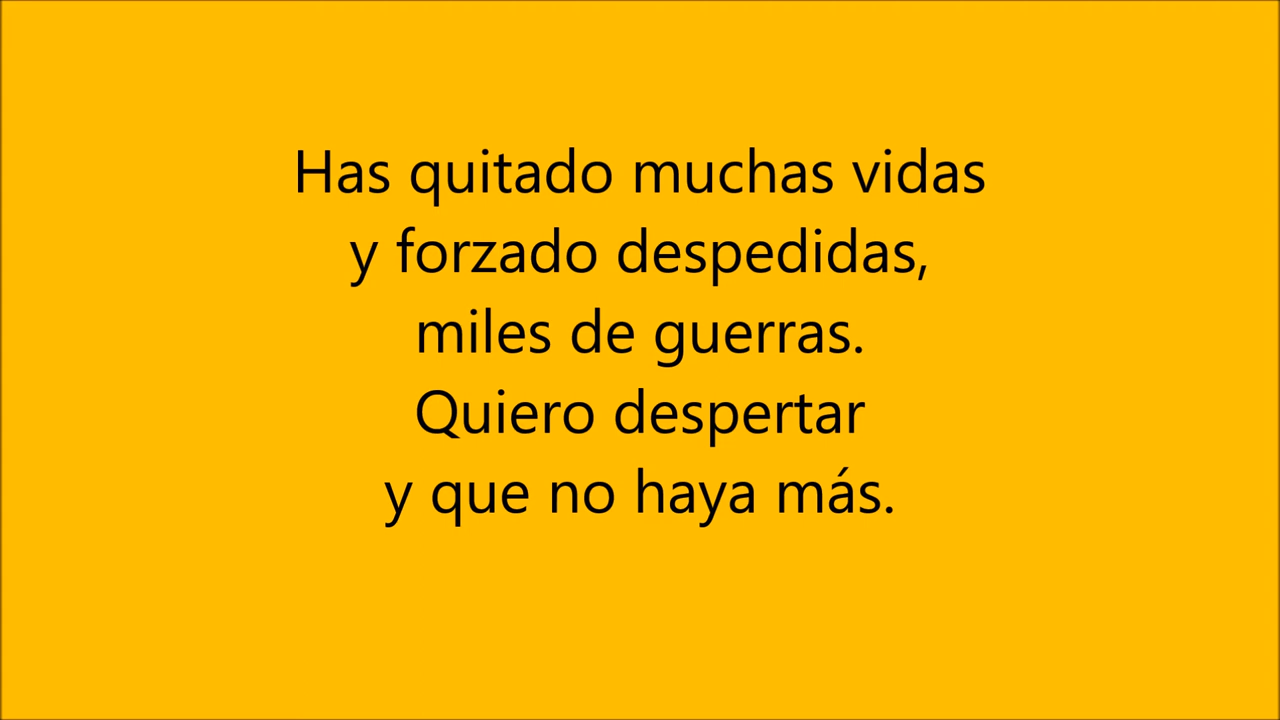 Has quitado muchas vidas
y forzado despedidas,
miles de guerras.
Quiero despertar
y que no haya más.